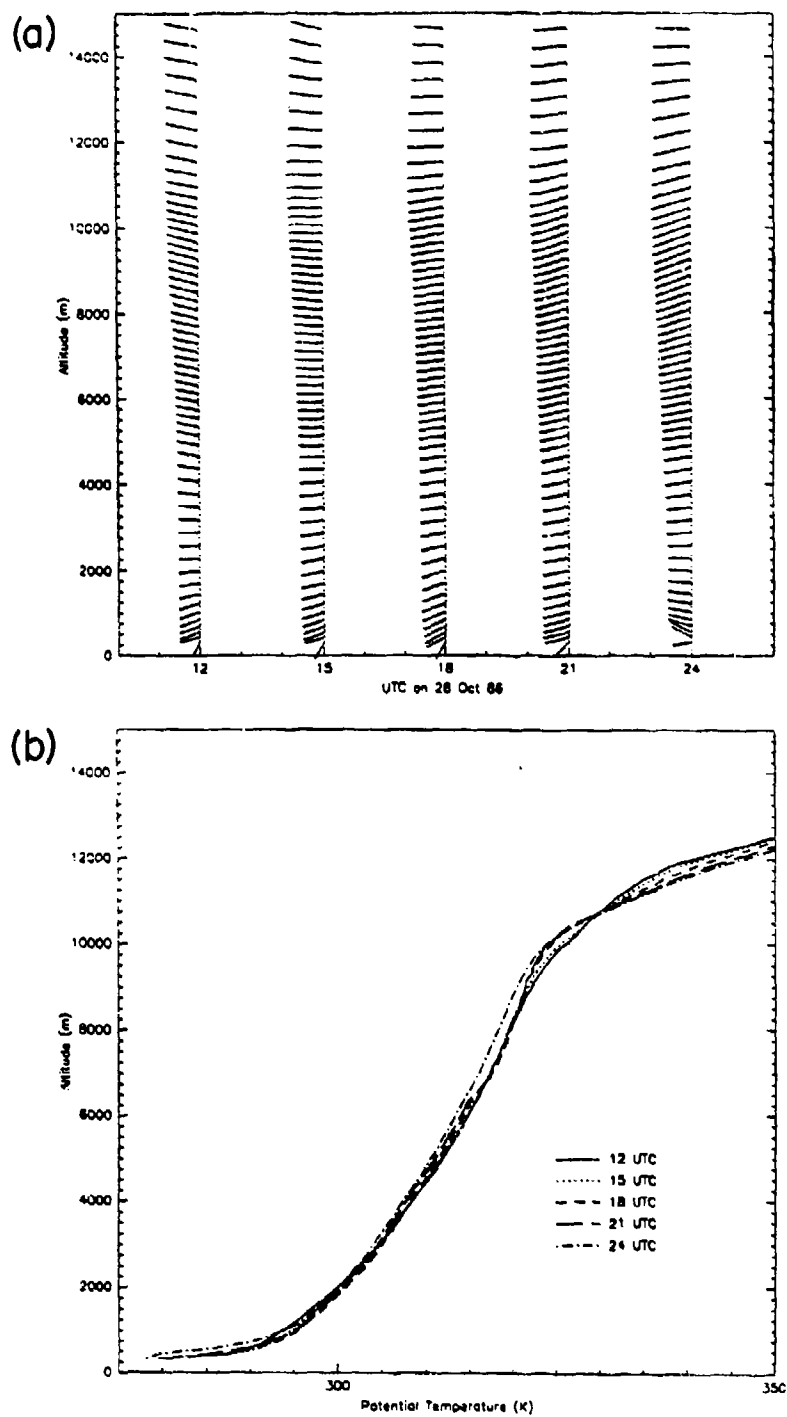 (a)
14000
12000
10000
8000
6000
4000
2000
0
Altitude (m)
12 15 18 21 24
UTC on 28 Oct 86
(b)
14000
12000
10000
8000
6000
4000
2000
0
Altitude (m)
12 UTC
15 UTC
18 UTC
21 UTC
24 UTC
300 350
Potential Temperature (K)